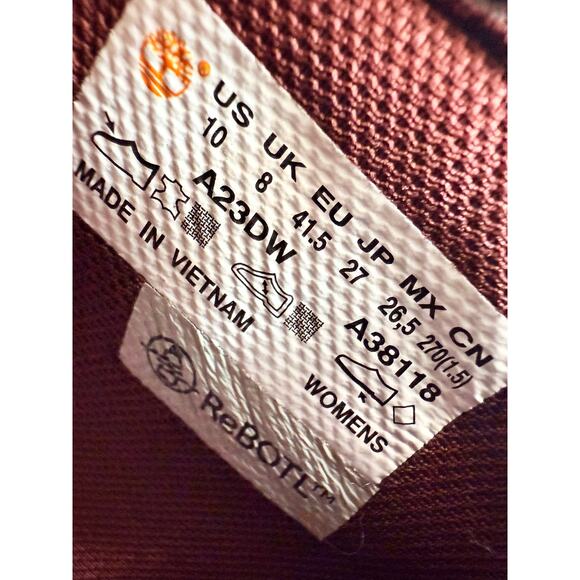 US UK EU JP MX CN
10 8 41.5 27 26,5 270(1.5)
A23DW A38118
MADE IN VIETNAM WOMENS
ReBOTL™